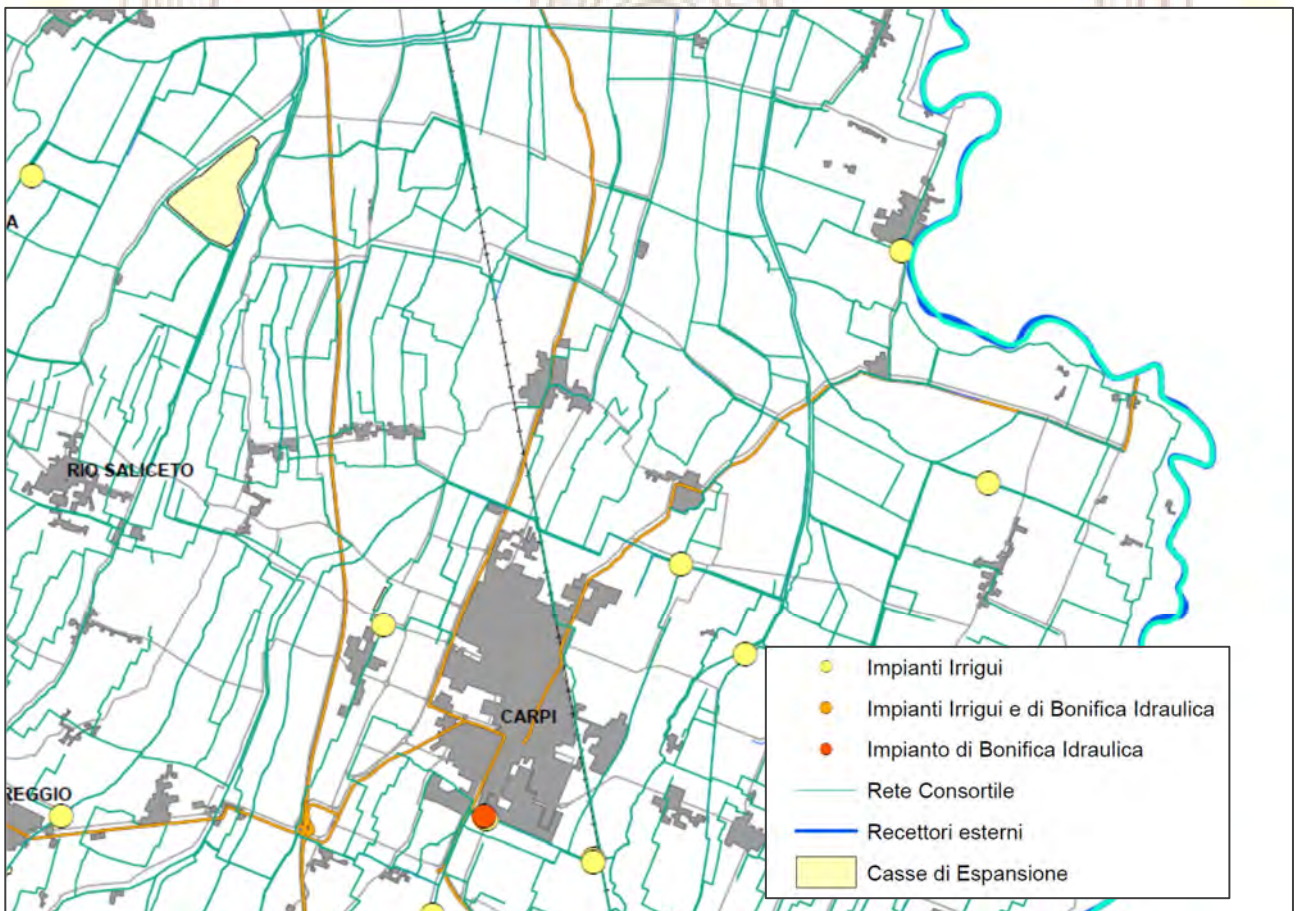 A
RIO SALICETO
CARPI
REGGIO
Impianti Irrigui
Impianti Irrigui e di Bonifica Idraulica
Impianto di Bonifica Idraulica
Rete Consortile
Recettori esterni
Casse di Espansione